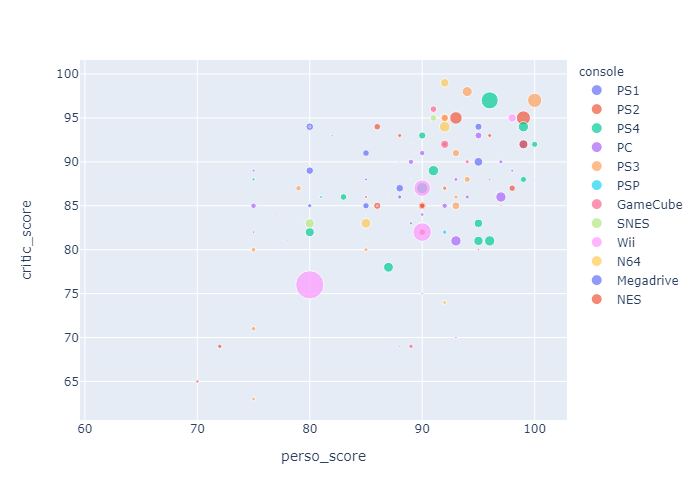 console
PS1
PS2
PS4
PC
PS3
PSP
GameCube
SNES
Wii
N64
Megadrive
NES
100
95
90
85
80
75
70
65
critic_score
60
70
80
90
100
perso_score